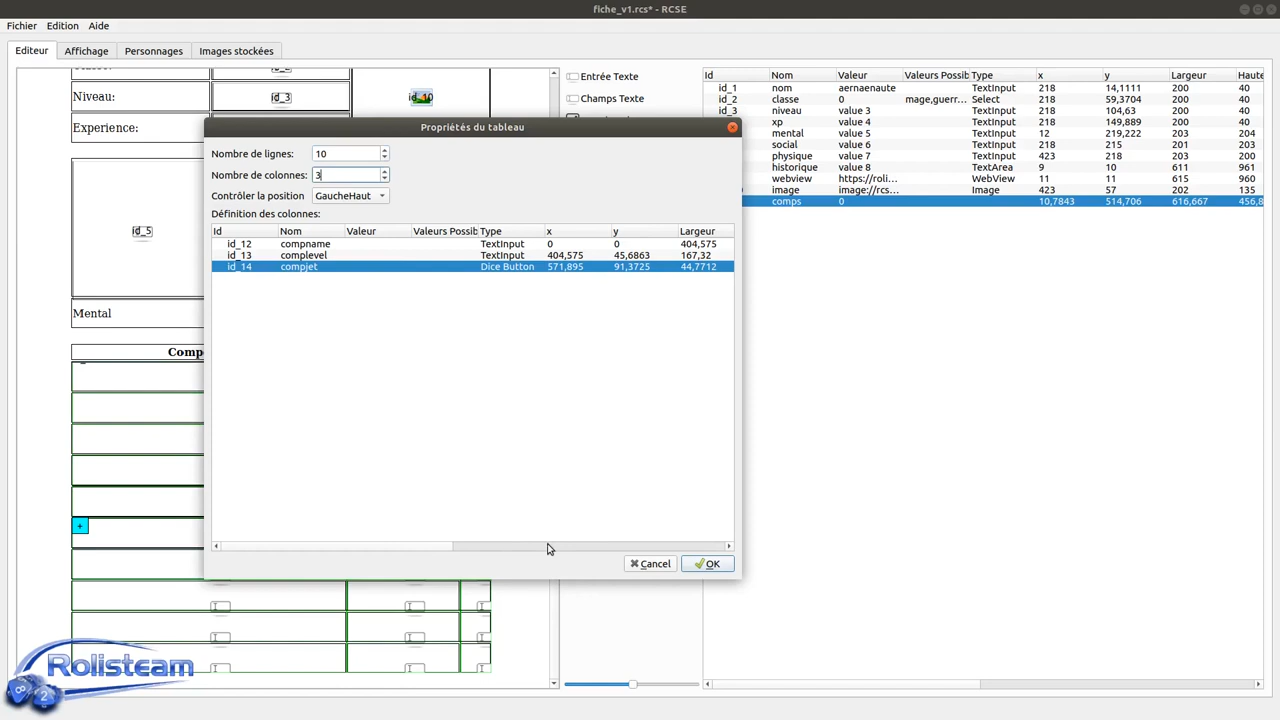 fiche_v1.rcs* - RCSE
Fichier Edition Aide
Editeur Affichage Personnages Images stockées
id_2
Niveau: id_3 id_10
Experience:
Entrée Texte
Champs Texte
Id Nom Valeur Valeurs Possib Type x y Largeur Haute
id_1 nom aernaenaute TextInput 218 14,1111 200 40
id_2 classe 0 mage,guerr... Select 218 59,3704 200 40
id_3 niveau value 3 TextInput 218 104,63 200 40
xp value 4 TextInput 218 149,889 200 40
mental value 5 TextInput 12 219,222 203 204
social value 6 TextInput 218 215 201 203
physique value 7 TextInput 423 218 200 203
historique value 8 TextArea 9 10 611 961
webview https://roli... WebView 11 11 615 960
image image://rcs... Image 423 57 202 135
comps 0 10,7843 514,706 616,667 456,8
Propriétés du tableau
Nombre de lignes: 10
Nombre de colonnes: 3
Contrôler la position GaucheHaut
Définition des colonnes:
Id Nom Valeur Valeurs Possib Type x y Largeur
id_12 compname TextInput 0 0 404,575
id_13 complevel TextInput 404,575 45,6863 167,32
id_14 compjet Dice Button 571,895 91,3725 44,7712
Cancel OK
id_5
Mental
Comp
+
Rolisteam
8 2